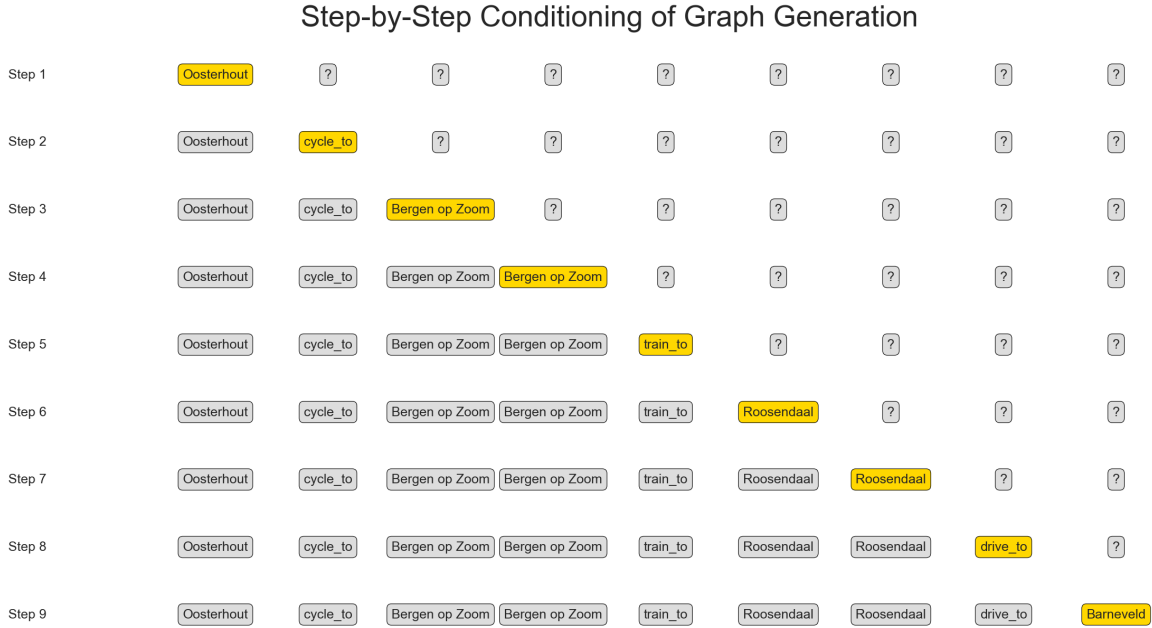 Step-by-Step Conditioning of Graph Generation
Step 1 Oosterhout ? ? ? ? ? ? ? ?
Step 2 Oosterhout cycle_to ? ? ? ? ? ? ?
Step 3 Oosterhout cycle_to Bergen op Zoom ? ? ? ? ? ?
Step 4 Oosterhout cycle_to Bergen op Zoom Bergen op Zoom ? ? ? ? ?
Step 5 Oosterhout cycle_to Bergen op Zoom Bergen op Zoom train_to ? ? ? ?
Step 6 Oosterhout cycle_to Bergen op Zoom Bergen op Zoom train_to Roosendaal ? ? ?
Step 7 Oosterhout cycle_to Bergen op Zoom Bergen op Zoom train_to Roosendaal Roosendaal ? ?
Step 8 Oosterhout cycle_to Bergen op Zoom Bergen op Zoom train_to Roosendaal Roosendaal drive_to ?
Step 9 Oosterhout cycle_to Bergen op Zoom Bergen op Zoom train_to Roosendaal Roosendaal drive_to Barneveld